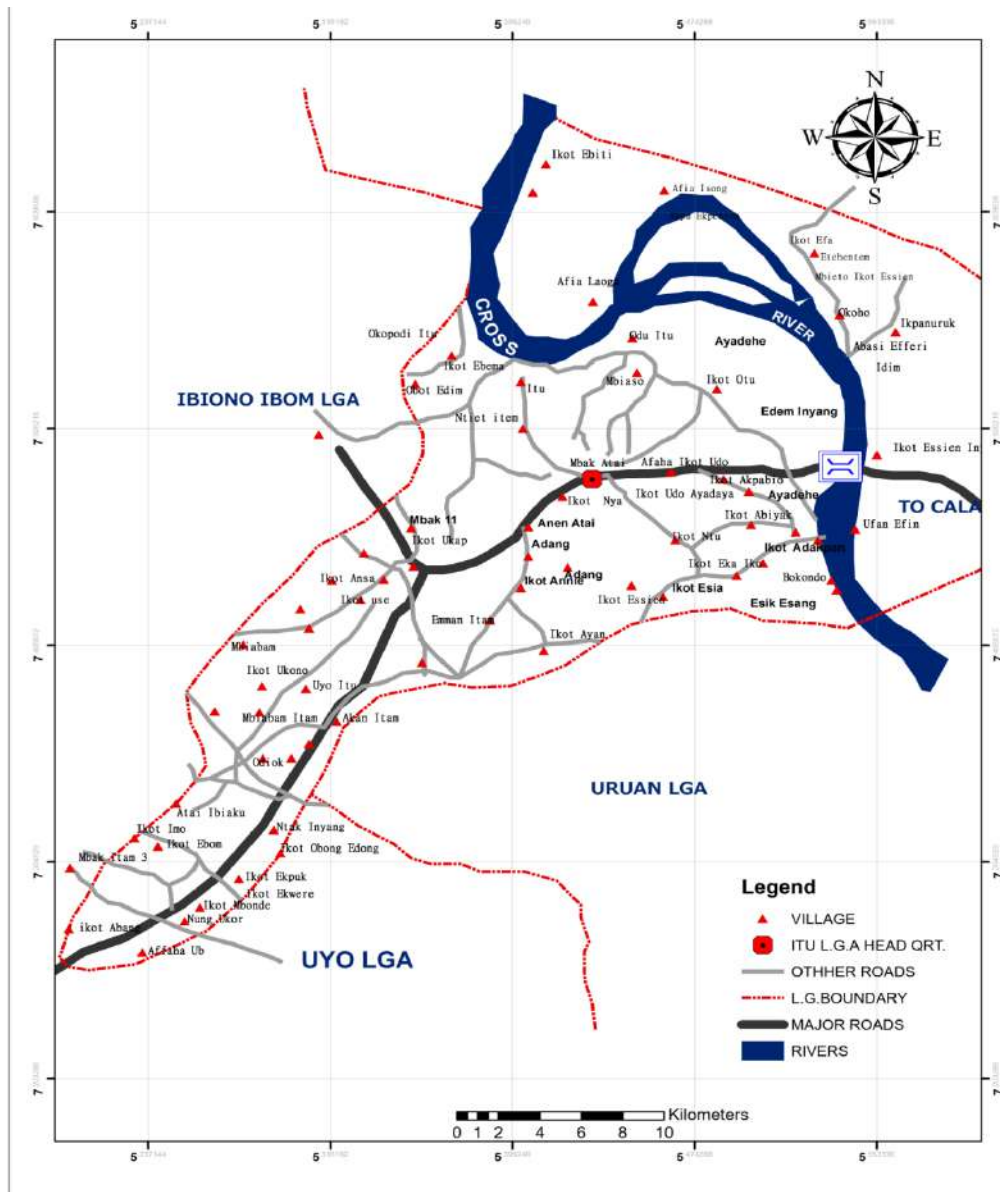 N
W E
S
Ikot Ebiti
Afia Isong
Ikot Efa
Etehentem
Mbieto Ikot Essien
Afia Laoga
CROSS
RIVER
Okoho
Ikpanuruk
Abasi Efferi
Idim
Okopodi Itu
Odu Itu
Ayadehe
Ikot Ebema
Obot Edim
Itu
Mbiaso
Ikot Otu
IBIONO IBOM LGA
Ntiet item
Edem Inyang
Mbak Atai
Afaha Ikot Udo
Ikot Essien In
Ikot Akpabio
Ikot Nya
Ikot Udo Ayadaya
Ayadehe
TO CALA
Mbak 11
Anen Atai
Ikot Abiyak
Ufan Efin
Ikot Ukap
Adang
Ikot Ntu
Ikot Adakpan
Ikot Ansa
Adang
Ikot Eka Iko
Ikot Annie
Ikot Essien
Ikot Esia
Bokondo
Ikot use
Esik Esang
Emman Itam
Ikot Ayan
Mbiabam
Ikot Ukono
Uyo Itu
Mbiabam Itam
Akan Itam
Odiok
URUAN LGA
Atai Ibiaku
Ikot Imo
Ntak Inyang
Ikot Ebom
Mbak Itam 3
Ikot Obong Edong
Ikot Ekpuk
Ikot Ekwere
Ikot Mbonde
Nung Ukor
ikot Abang
Affaha Ub
UYO LGA
Legend
VILLAGE
ITU L.G.A HEAD QRT.
OTHHER ROADS
L.G.BOUNDARY
MAJOR ROADS
RIVERS
Kilometers
0 1 2 4 6 8 10